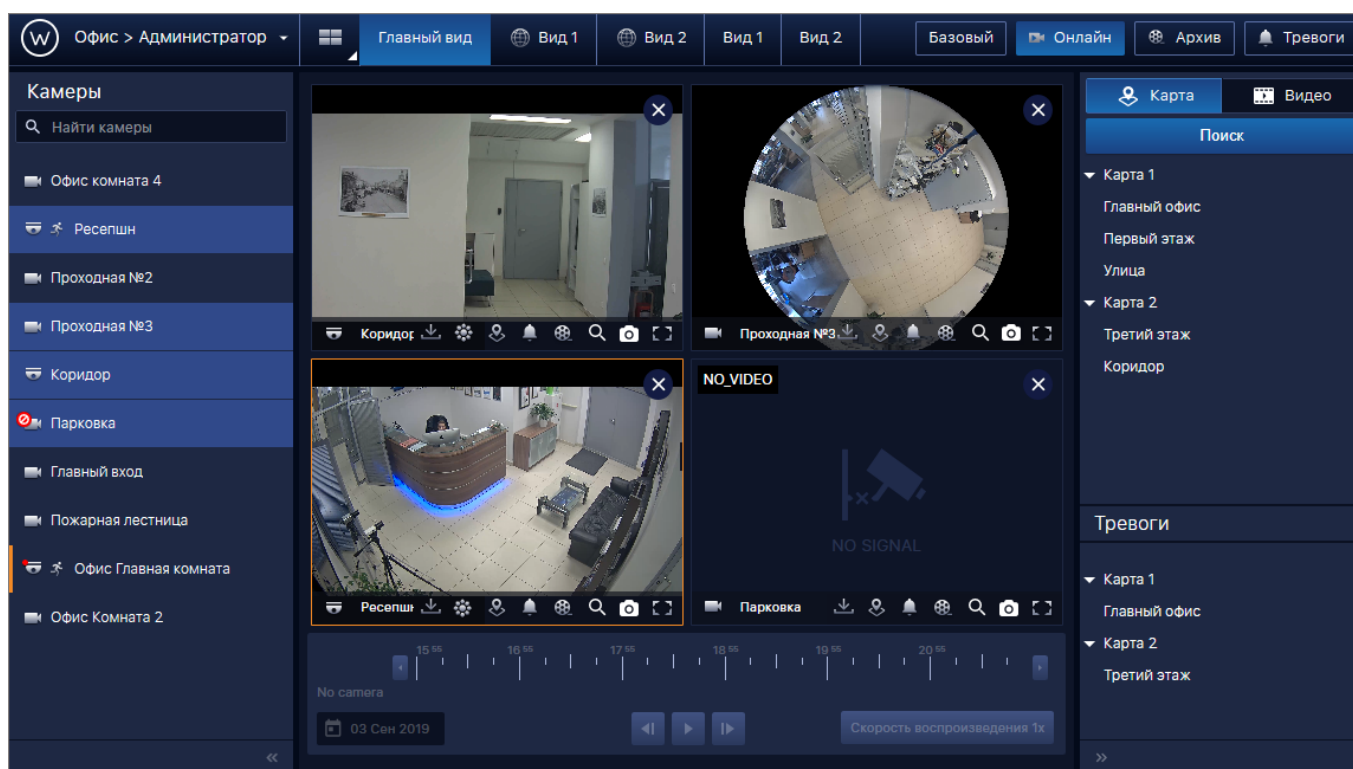 W Офис > Администратор Главный вид Вид 1 Вид 2 Вид 1 Вид 2 Базовый Онлайн Архив Тревоги
Камеры
Найти камеры
Офис комната 4
Ресепшн
Проходная №2
Проходная №3
Коридор
Парковка
Главный вход
Пожарная лестница
Офис Главная комната
Офис Комната 2
«
Коридор
Проходная №3
NO_VIDEO
NO SIGNAL
Ресепшн
Парковка
15 55 16 55 17 55 18 55 19 55 20 55
No camera
03 Сен 2019
Скорость воспроизведения 1x
Карта Видео
Поиск
Карта 1
Главный офис
Первый этаж
Улица
Карта 2
Третий этаж
Коридор
Тревоги
Карта 1
Главный офис
Карта 2
Третий этаж
»